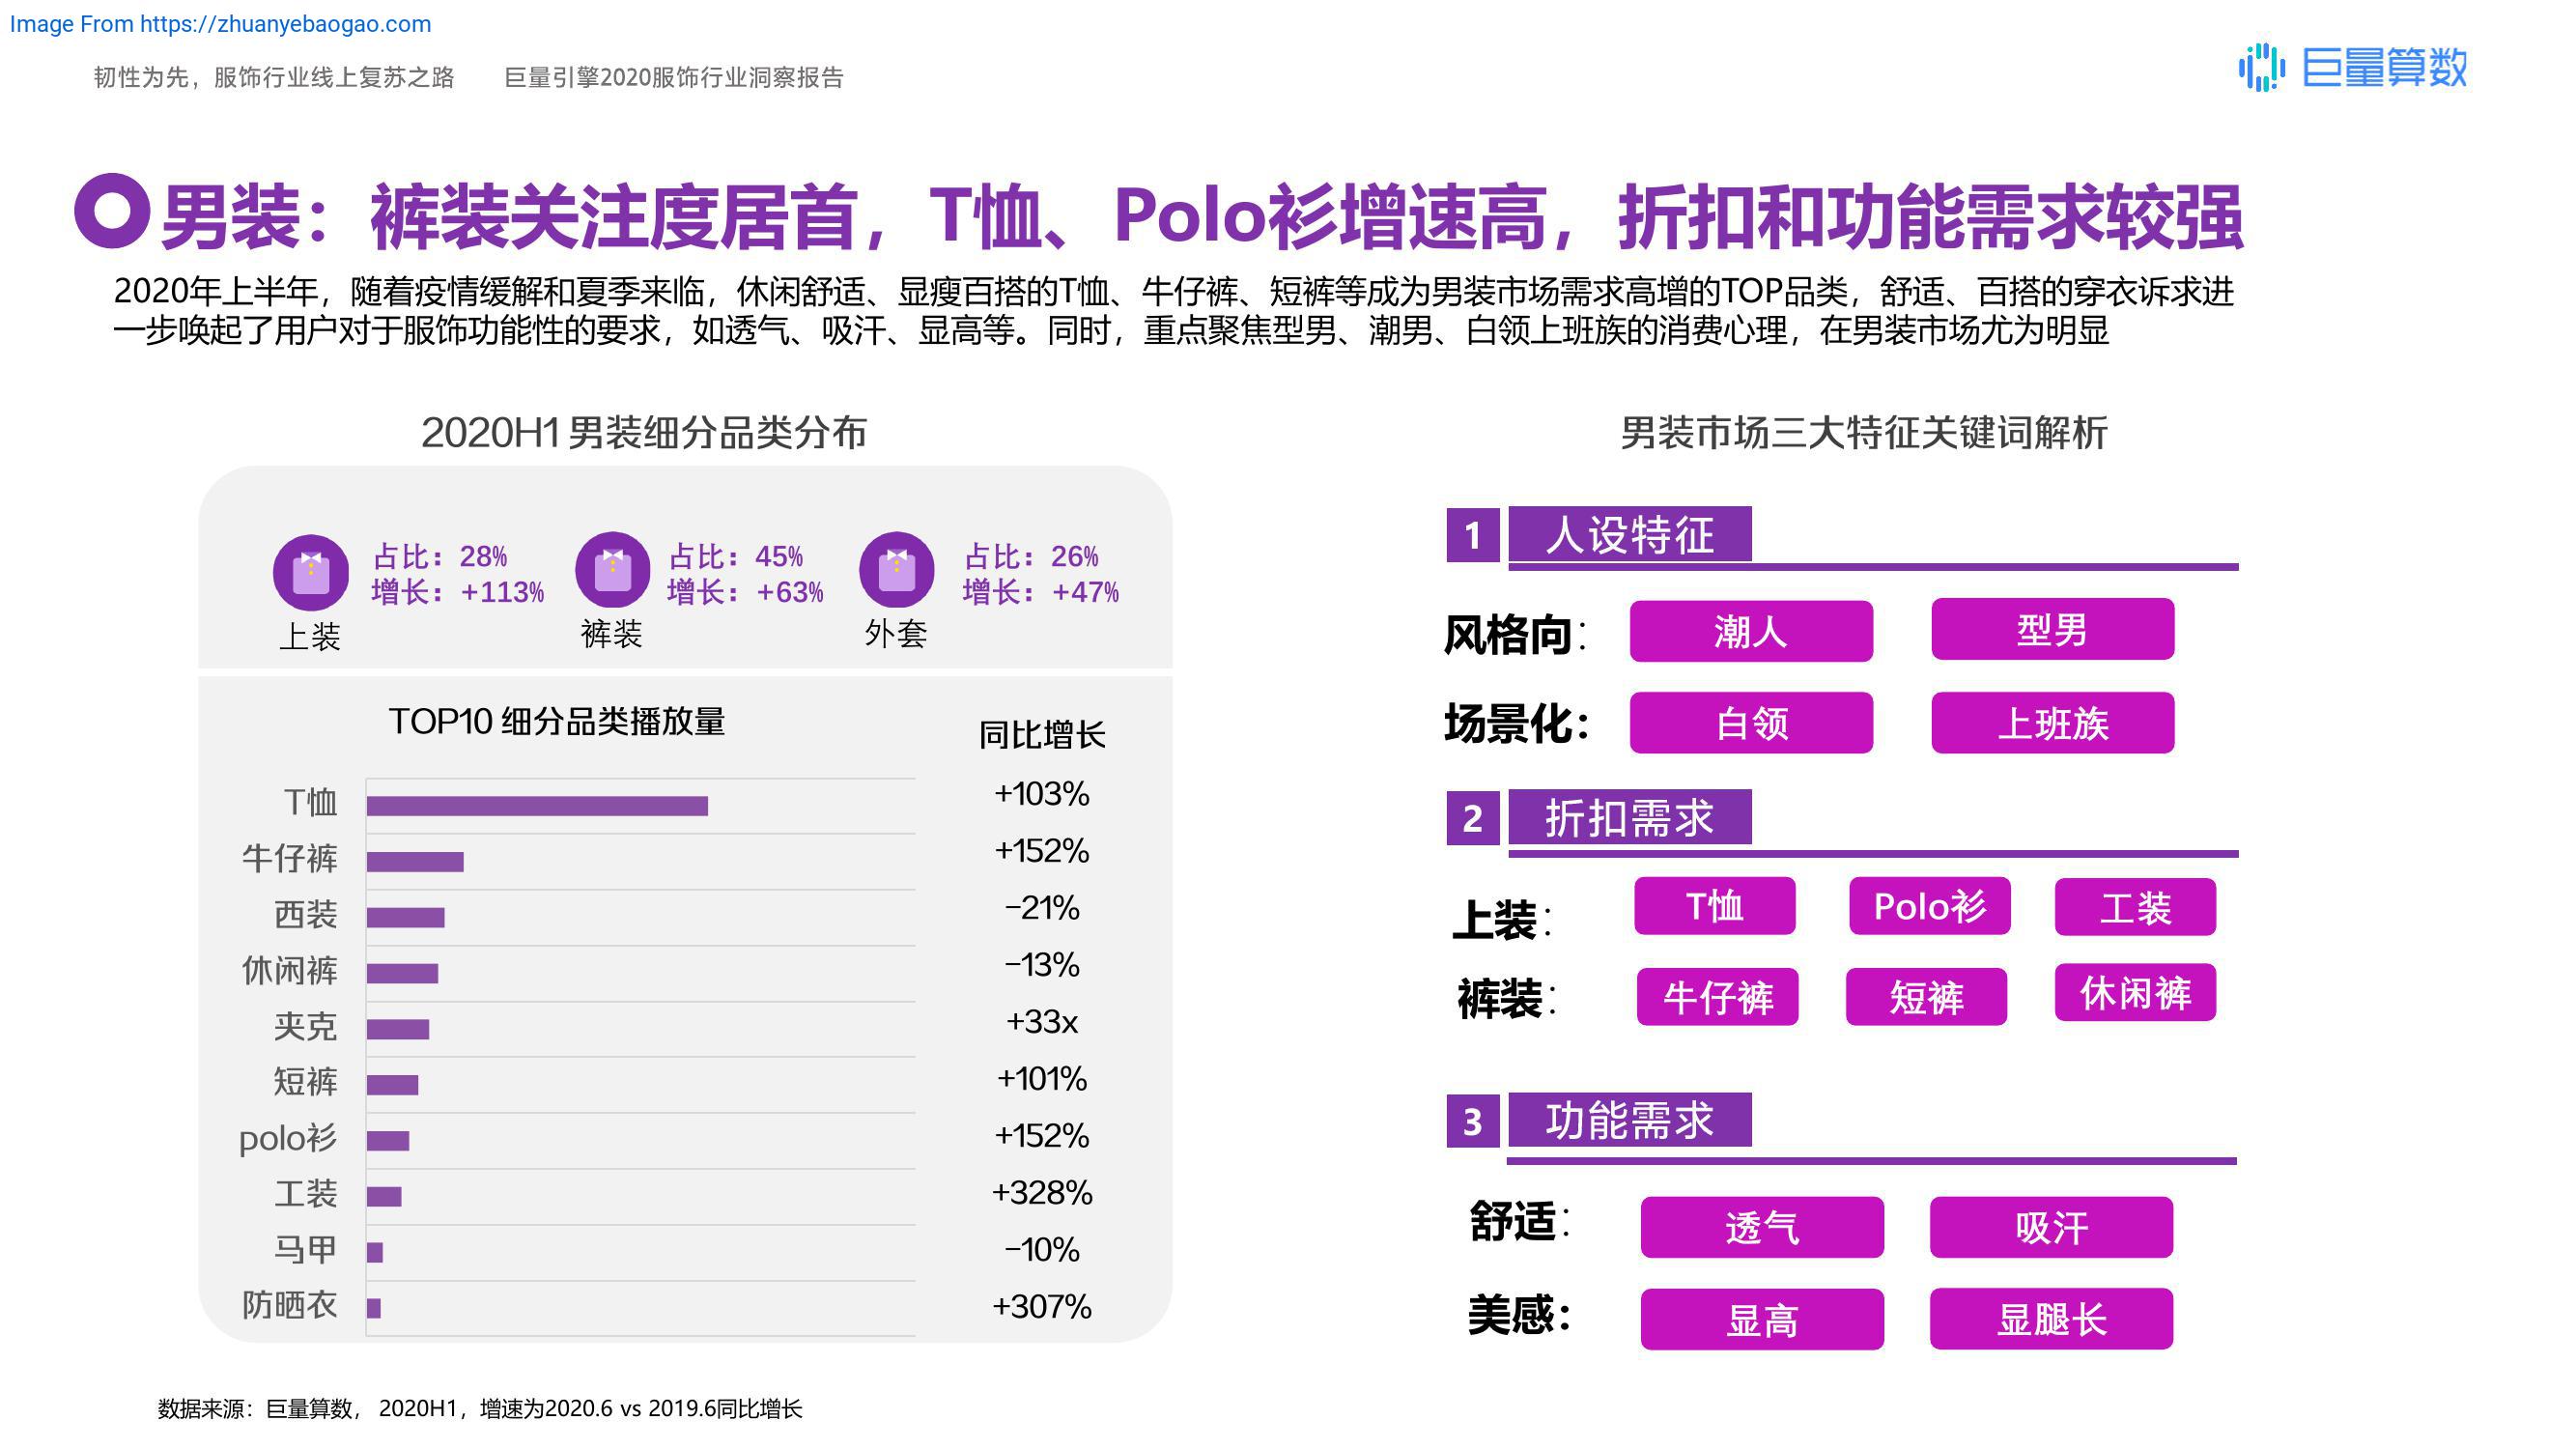 Image From https://zhuanyebaogao.com
韧性为先，服饰行业线上复苏之路 巨量引擎2020服饰行业洞察报告
巨量算数
男装：裤装关注度居首，T恤、Polo衫增速高，折扣和功能需求较强
2020年上半年，随着疫情缓解和夏季来临，休闲舒适、显瘦百搭的T恤、牛仔裤、短裤等成为男装市场需求高增的TOP品类，舒适、百搭的穿衣诉求进
一步唤起了用户对于服饰功能性的要求，如透气、吸汗、显高等。同时，重点聚焦型男、潮男、白领上班族的消费心理，在男装市场尤为明显
2020H1 男装细分品类分布
占比：28%
增长：+113%
上装
占比：45%
增长：+63%
裤装
占比：26%
增长：+47%
外套
TOP10 细分品类播放量 同比增长
T恤 +103%
牛仔裤 +152%
西装 -21%
休闲裤 -13%
夹克 +33x
短裤 +101%
polo衫 +152%
工装 +328%
马甲 -10%
防晒衣 +307%
男装市场三大特征关键词解析
1 人设特征
风格向： 潮人 型男
场景化： 白领 上班族
2 折扣需求
上装： T恤 Polo衫 工装
裤装： 牛仔裤 短裤 休闲裤
3 功能需求
舒适： 透气 吸汗
美感： 显高 显腿长
数据来源：巨量算数， 2020H1，增速为2020.6 vs 2019.6同比增长